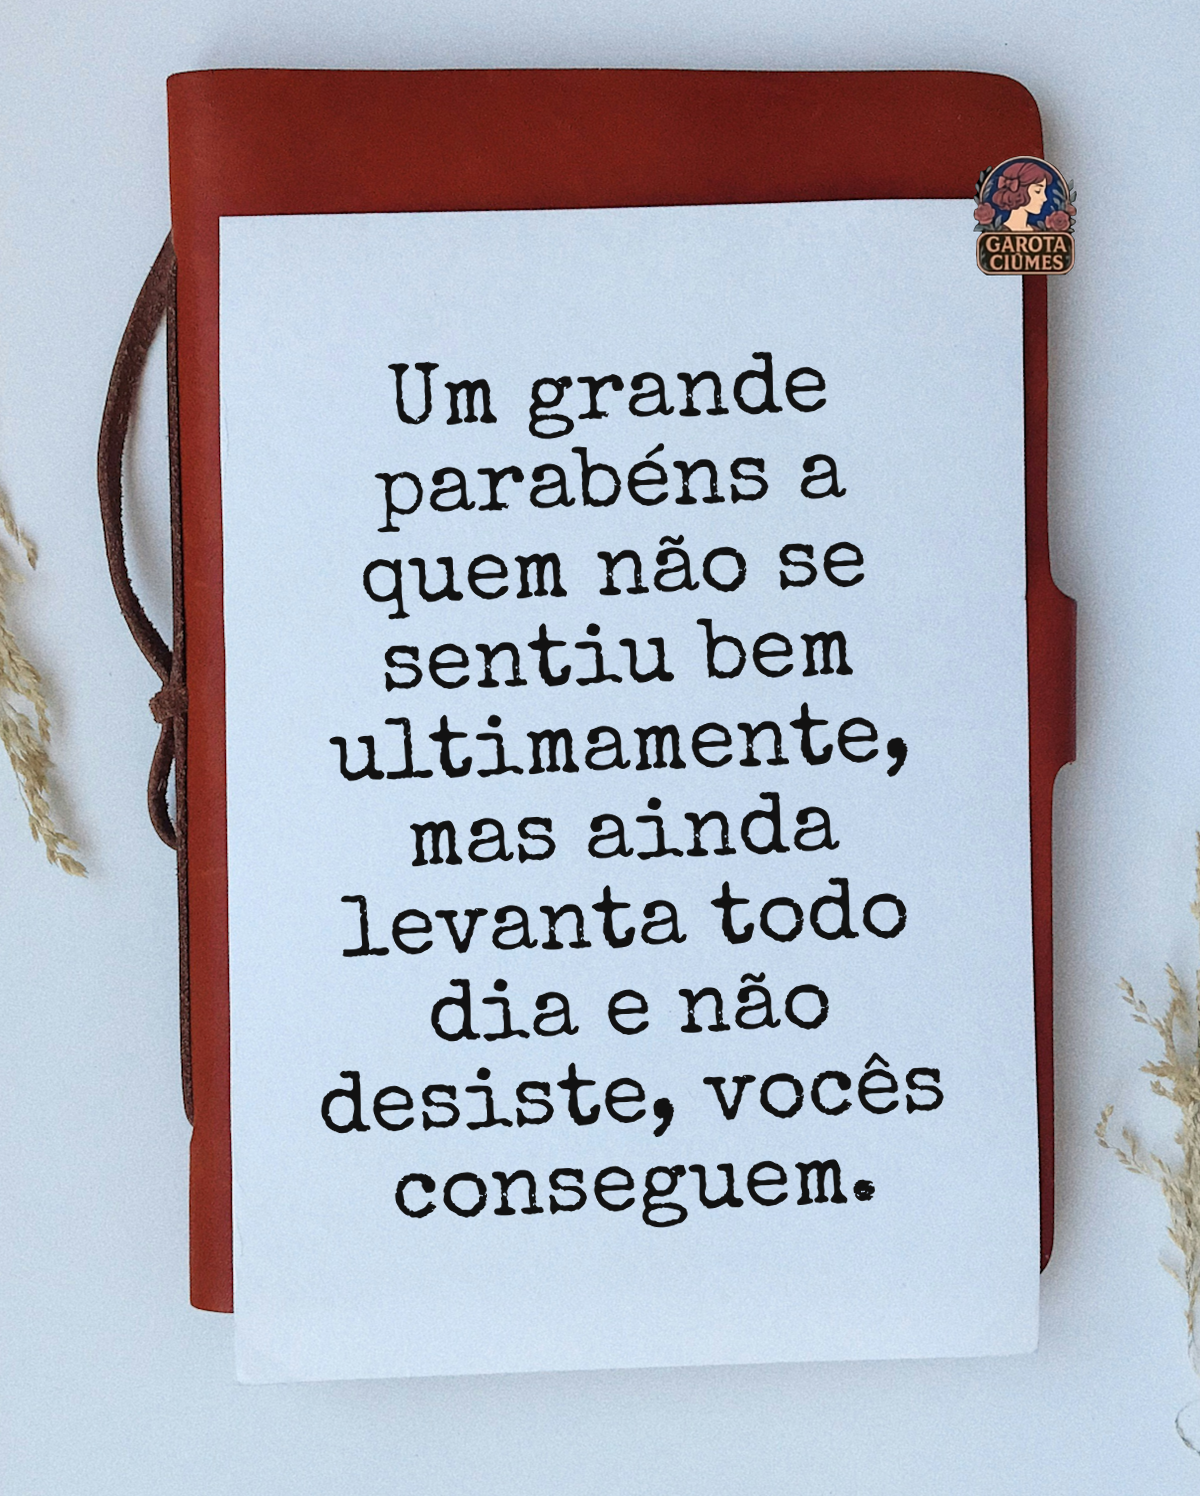 GAROTA
CIÚMES
Um grande
parabéns a
quem não se
sentiu bem
ultimamente,
mas ainda
levanta todo
dia e não
desiste, vocês
conseguem.